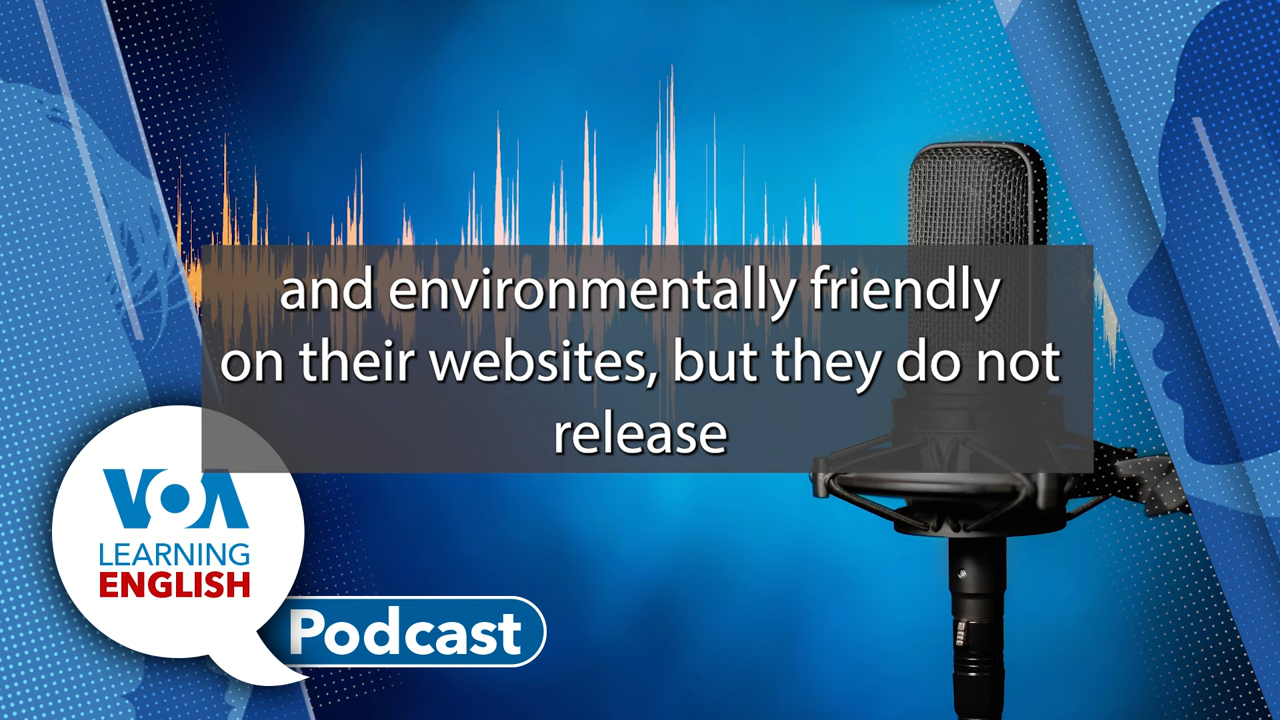 and environmentally friendly
on their websites, but they do not
release
VOA
LEARNING
ENGLISH
Podcast